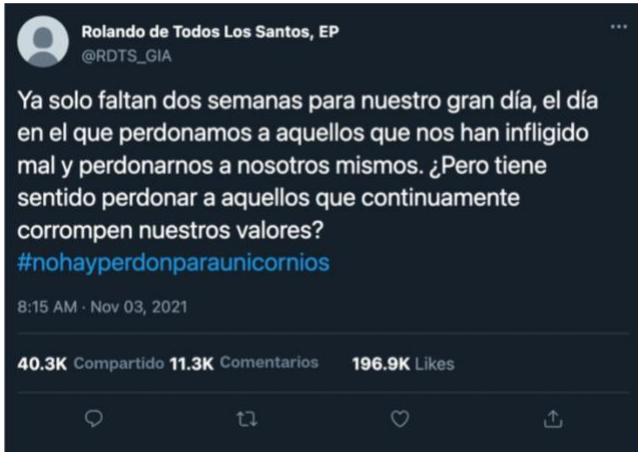 Rolando de Todos Los Santos, EP
@RDTS_GIA
Ya solo faltan dos semanas para nuestro gran día, el día
en el que perdonamos a aquellos que nos han infligido
mal y perdonarnos a nosotros mismos. ¿Pero tiene
sentido perdonar a aquellos que continuamente
corrompen nuestros valores?
#nohayperdonparaunicornios
8:15 AM · Nov 03, 2021
40.3K Compartido 11.3K Comentarios 196.9K Likes